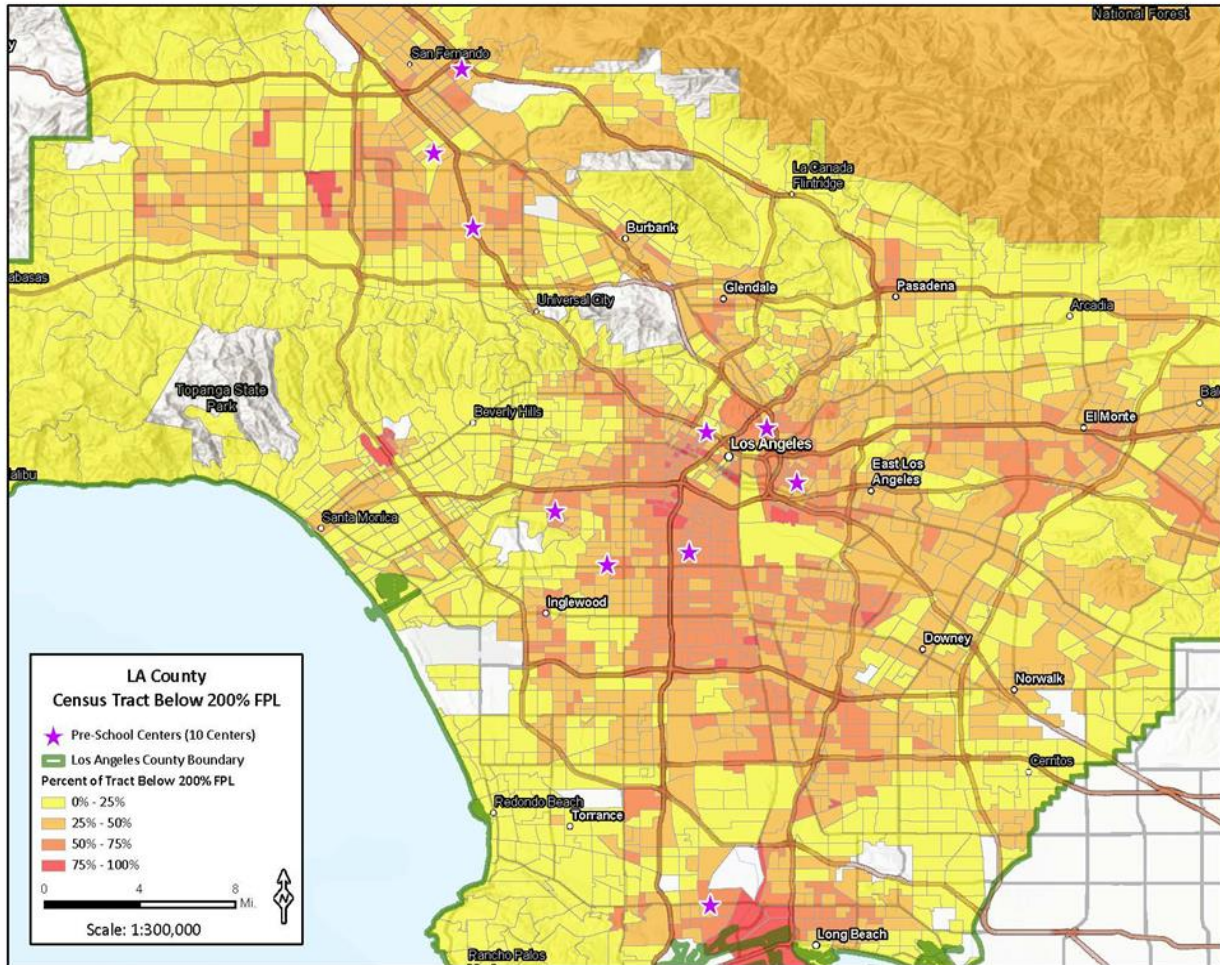 National Forest
San Fernando
La Canada
Flintridge
Burbank
abasas
Glendale
Pasadena
Universal City
Arcadia
Topanga State
Park
Beverly Hills
El Monte
Los Angeles
East Los
Angeles
alibu
Santa Monica
Inglewood
Downey
Norwalk
Cerritos
Redondo Beach
Torrance
Long Beach
Rancho Palos
LA County
Census Tract Below 200% FPL
Pre-School Centers (10 Centers)
Los Angeles County Boundary
Percent of Tract Below 200% FPL
0% - 25%
25% - 50%
50% - 75%
75% - 100%
0 4 8
Mi.
N
Scale: 1:300,000